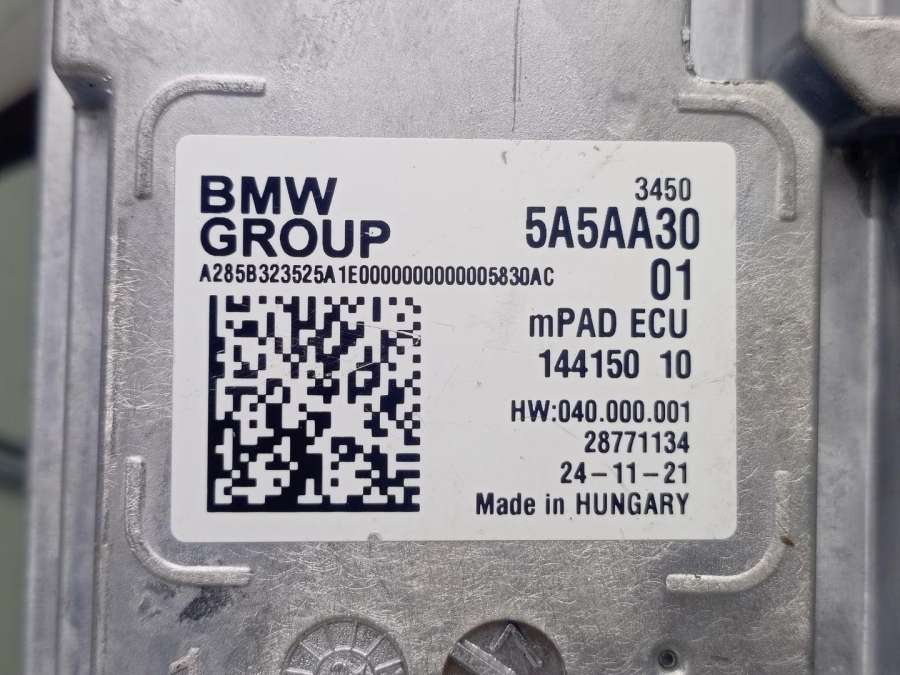 BMW
GROUP
A285B323525A1E0000000000005830AC
3450
5A5AA30
01
mPAD ECU
144150 10
HW:040.000.001
28771134
24-11-21
Made in HUNGARY